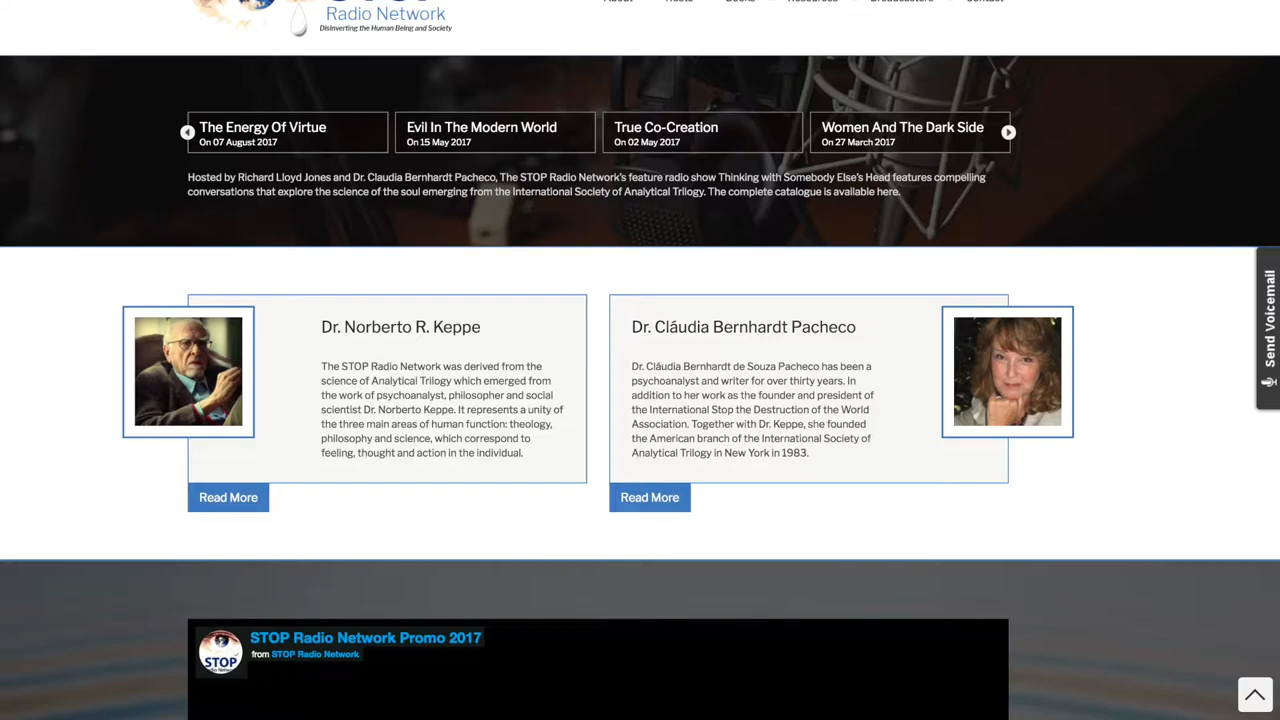 Radio Network
DisInverting the Human Being and Society
The Energy Of Virtue
On 07 August 2017
Evil In The Modern World
On 15 May 2017
True Co-Creation
On 02 May 2017
Women And The Dark Side
On 27 March 2017
Hosted by Richard Lloyd Jones and Dr. Claudia Bernhardt Pacheco, The STOP Radio Network's feature radio show Thinking with Somebody Else's Head features compelling
conversations that explore the science of the soul emerging from the International Society of Analytical Trilogy. The complete catalogue is available here.
Send Voicemail
Dr. Norberto R. Keppe
The STOP Radio Network was derived from the
science of Analytical Trilogy which emerged from
the work of psychoanalyst, philosopher and social
scientist Dr. Norberto Keppe. It represents a unity of
the three main areas of human function: theology,
philosophy and science, which correspond to
feeling, thought and action in the individual.
Read More
Dr. Cláudia Bernhardt Pacheco
Dr. Cláudia Bernhardt de Souza Pacheco has been a
psychoanalyst and writer for over thirty years. In
addition to her work as the founder and president of
the International Stop the Destruction of the World
Association. Together with Dr. Keppe, she founded
the American branch of the International Society of
Analytical Trilogy in New York in 1983.
Read More
STOP
STOP Radio Network Promo 2017
from STOP Radio Network